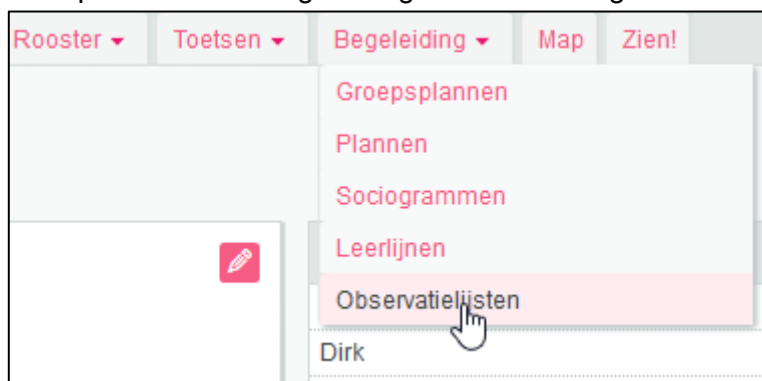 Rooster Toetsen Begeleiding Map Zien!
Groepsplannen
Plannen
Sociogrammen
Leerlijnen
Observatielijsten
Dirk